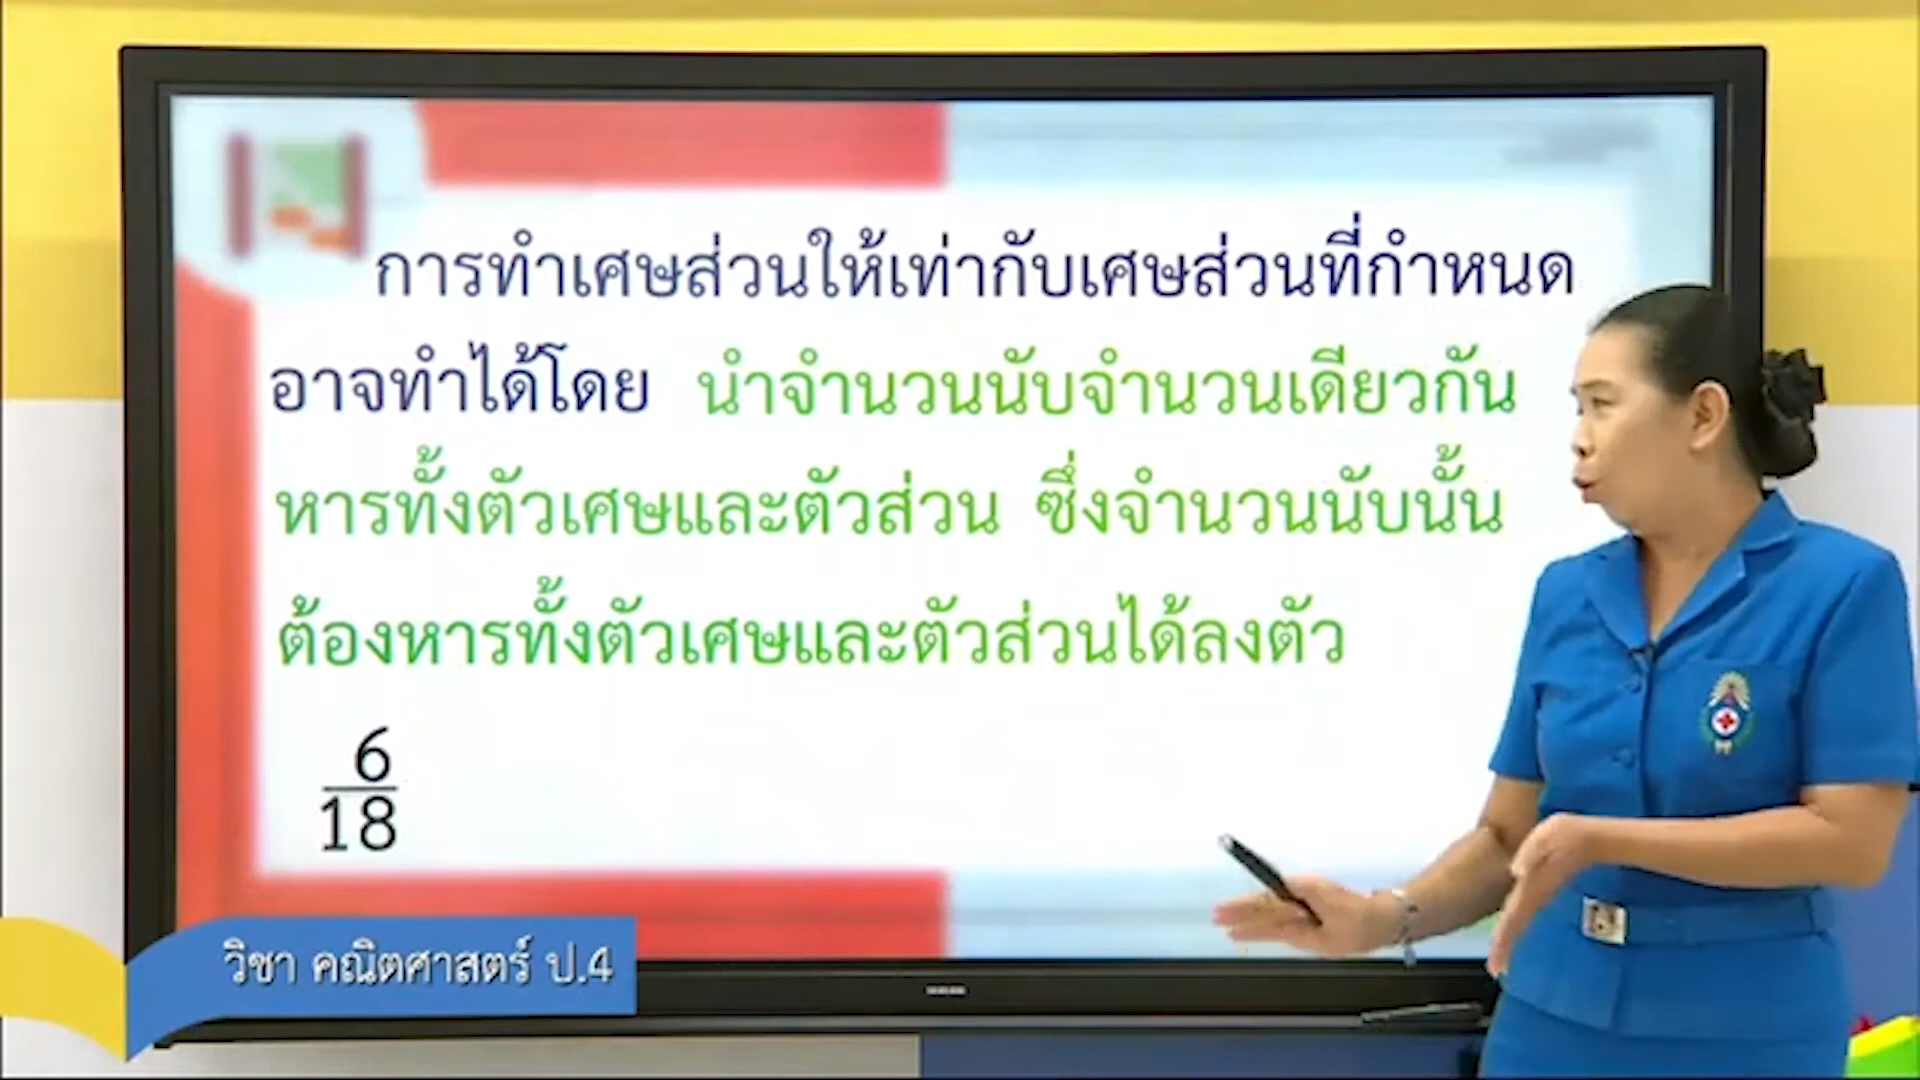 การทำเศษส่วนให้เท่ากับเศษส่วนที่กำหนด
อาจทำได้โดย นำจำนวนนับจำนวนเดียวกัน
หารทั้งตัวเศษและตัวส่วน ซึ่งจำนวนนับนั้น
ต้องหารทั้งตัวเศษและตัวส่วนได้ลงตัว
6
18
วิชา คณิตศาสตร์ ป.4